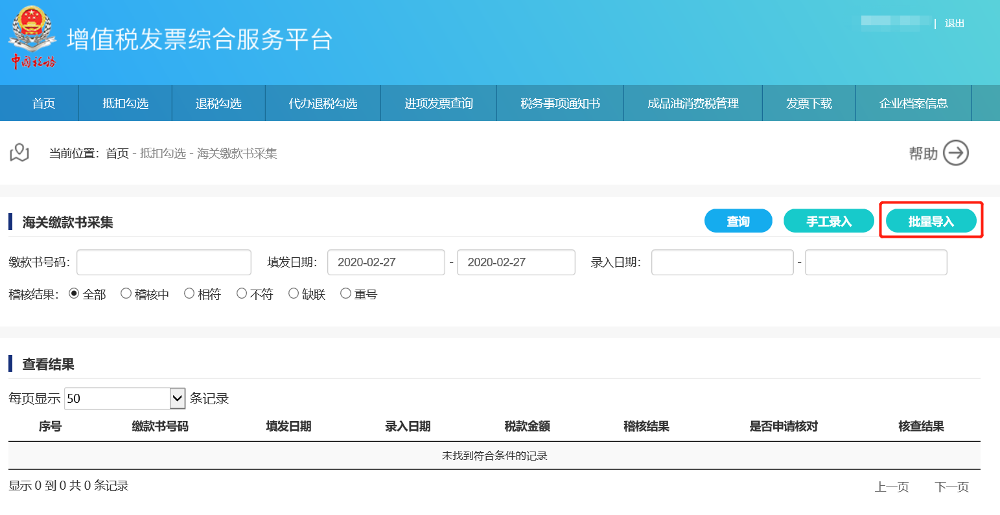 中国税务
增值税发票综合服务平台
| 退出
首页 抵扣勾选 退税勾选 代办退税勾选 进项发票查询 税务事项通知书 成品油消费税管理 发票下载 企业档案信息
当前位置：首页 - 抵扣勾选 - 海关缴款书采集 帮助
海关缴款书采集 查询 手工录入 批量导入
缴款书号码： 填发日期： 2020-02-27 - 2020-02-27 录入日期： -
稽核结果： 全部 稽核中 相符 不符 缺联 重号
查看结果
每页显示 50 条记录
序号 缴款书号码 填发日期 录入日期 税款金额 稽核结果 是否申请核对 核查结果
未找到符合条件的记录
显示 0 到 0 共 0 条记录 上一页 下一页